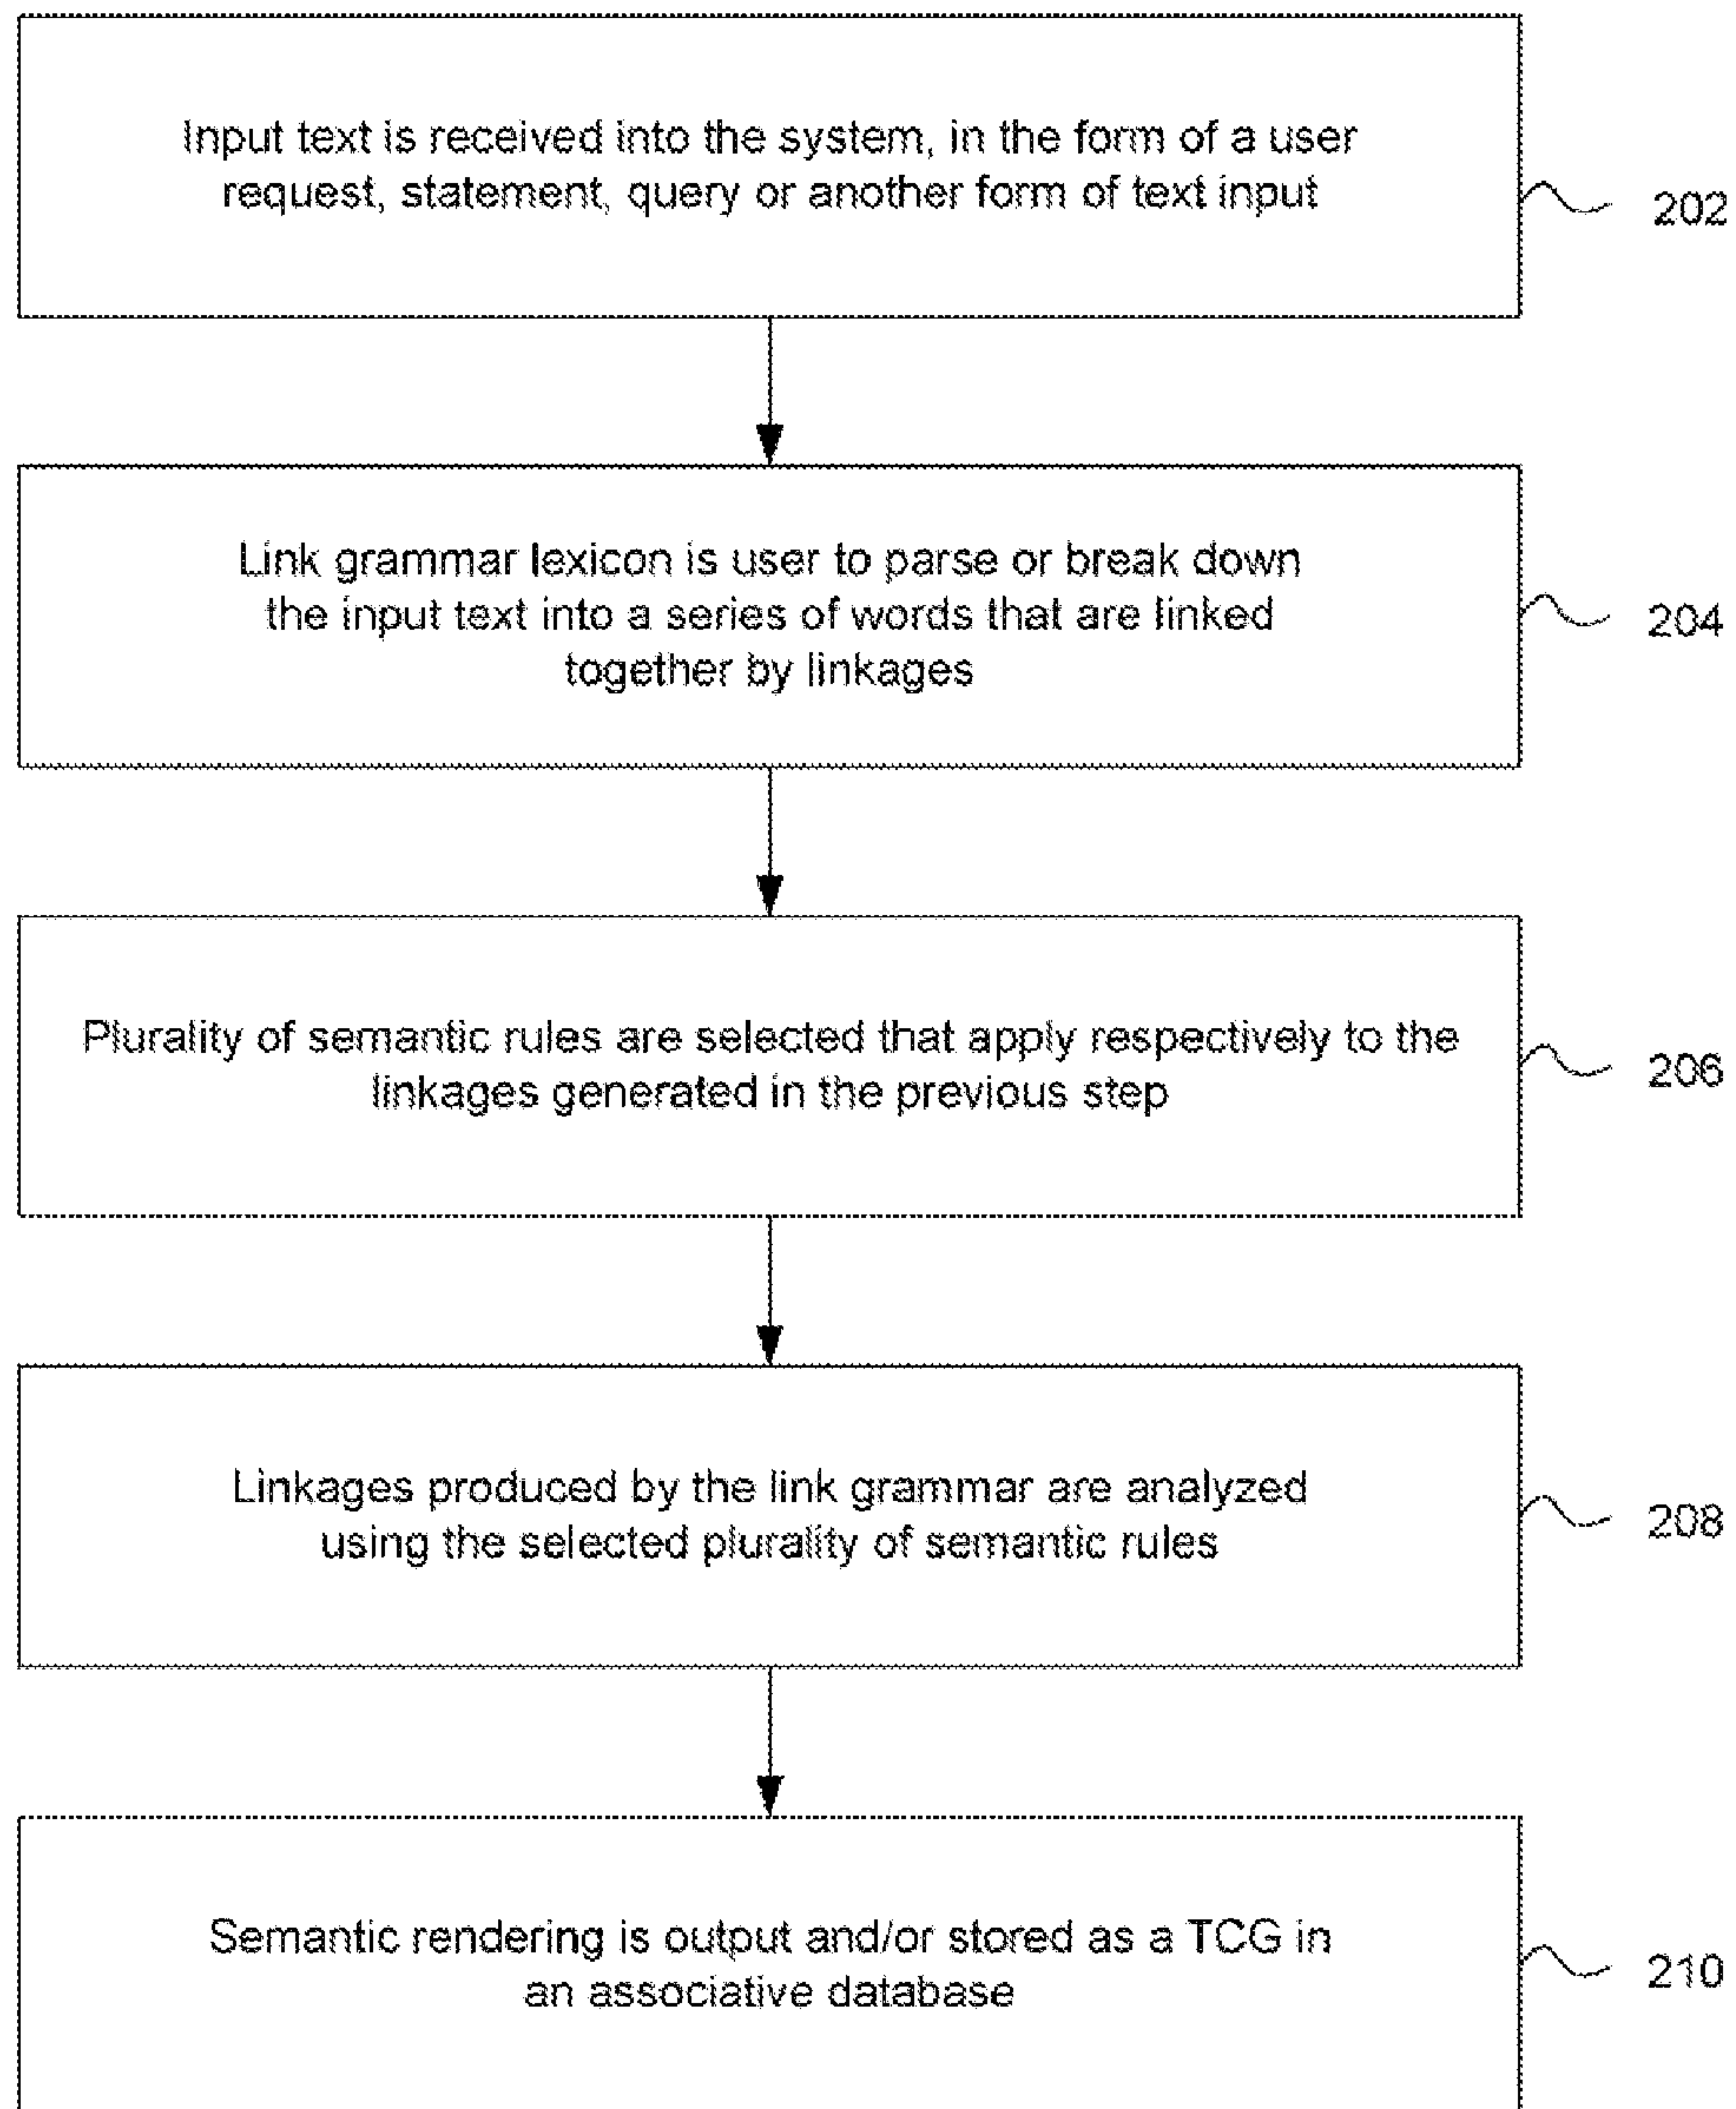 Input text is received into the system, in the form of a user
request, statement, query or another form of text input
202
Link grammar lexicon is user to parse or break down
the input text into a series of words that are linked
together by linkages
204
Plurality of semantic rules are selected that apply respectively to the
linkages generated in the previous step
206
Linkages produced by the link grammar are analyzed
using the selected plurality of semantic rules
208
Semantic rendering is output and/or stored as a TCG in
an associative database
210